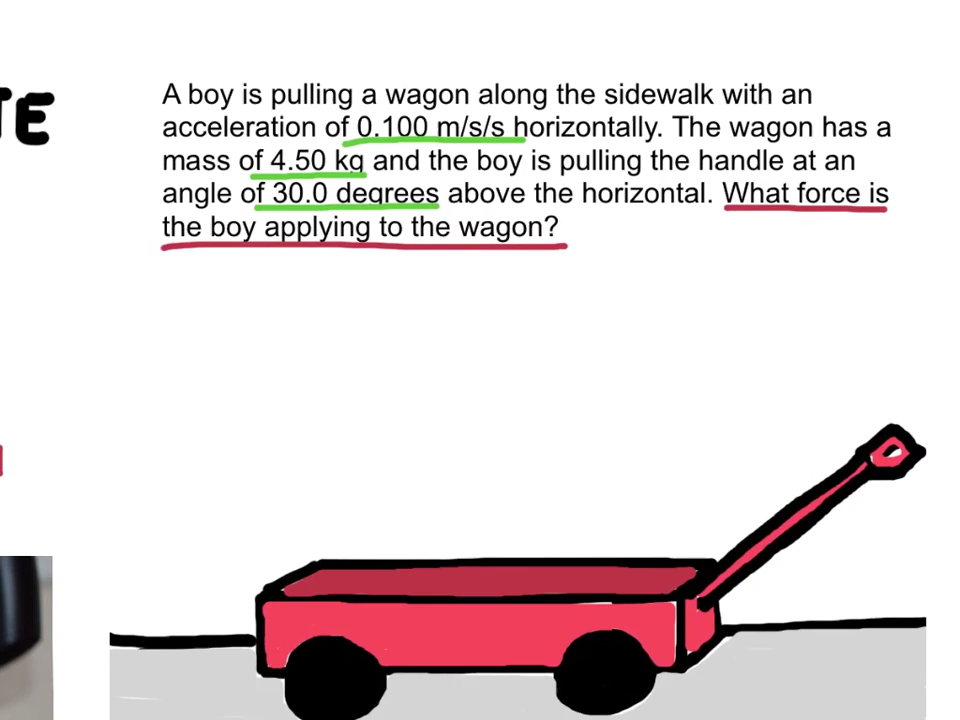 A boy is pulling a wagon along the sidewalk with an
acceleration of 0.100 m/s/s horizontally. The wagon has a
mass of 4.50 kg and the boy is pulling the handle at an
angle of 30.0 degrees above the horizontal. What force is
the boy applying to the wagon?